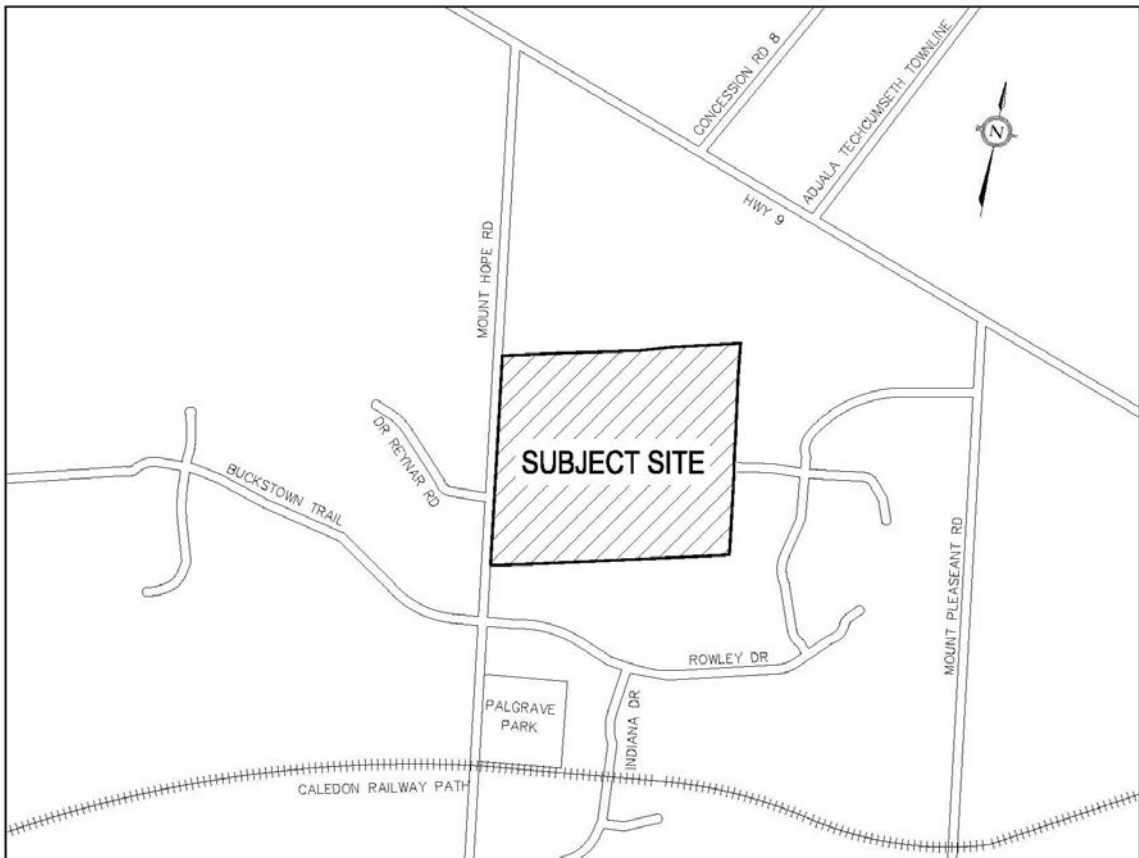 CONCESSION RD 8
ADJALA TECHCUMSETH TOWNLINE
N
HWY 9
MOUNT HOPE RD
DR REYNAR RD
SUBJECT SITE
BUCKSTOWN TRAIL
MOUNT PLEASEANT RD
ROWLEY DR
PALGRAVE
PARK
INDIANA DR
CALEDON RAILWAY PATH